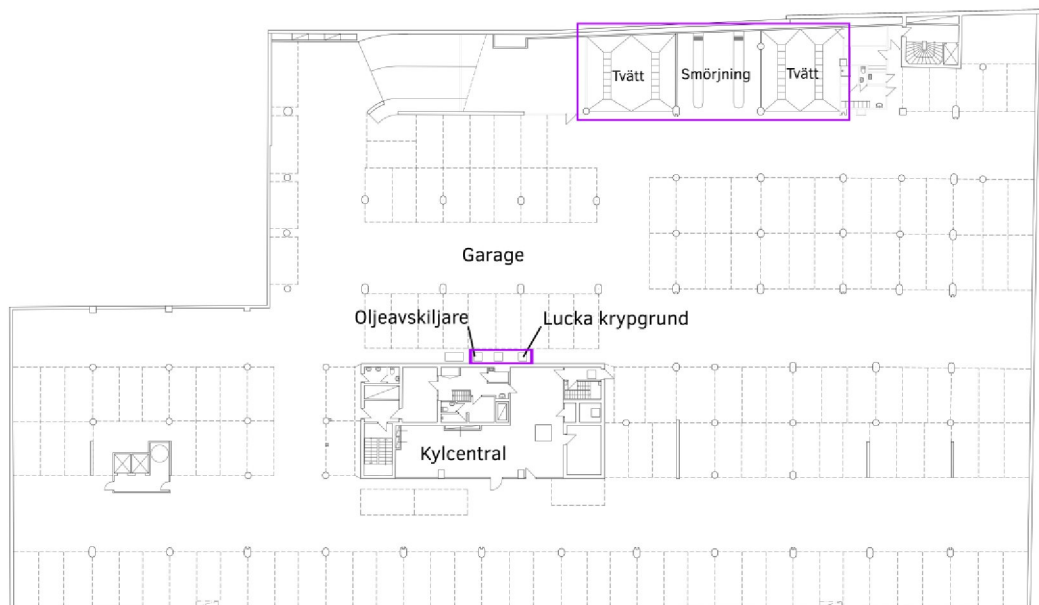 Tvätt
Smörjning
Tvätt
Garage
Oljeavskiljare
Lucka krypgrund
Kylcentral